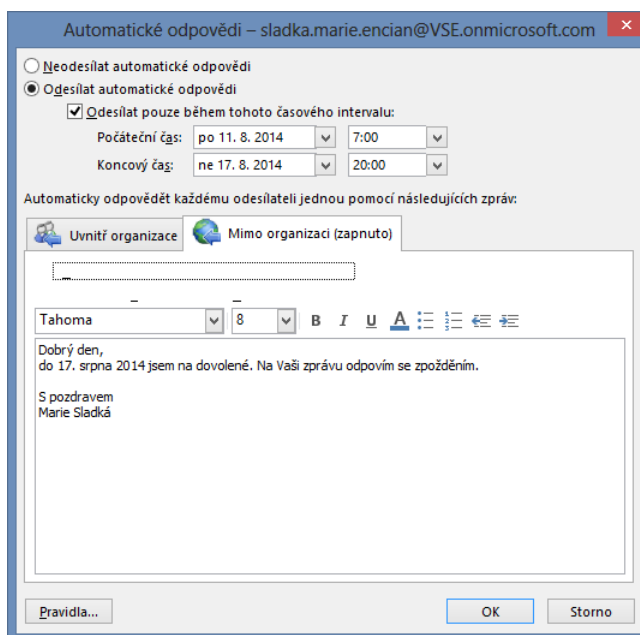 Automatické odpovědi – sladka.marie.encian@VSE.onmicrosoft.com
Neodesílat automatické odpovědi
Odesílat automatické odpovědi
Odesílat pouze během tohoto časového intervalu:
Počáteční čas: po 11. 8. 2014 7:00
Koncový čas: ne 17. 8. 2014 20:00
Automaticky odpovědět každému odesílateli jednou pomocí následujících zpráv:
Uvnitř organizace Mimo organizaci (zapnuto)
Tahoma 8 B I U A
Dobrý den,
do 17. srpna 2014 jsem na dovolené. Na Vaši zprávu odpovím se zpožděním.
S pozdravem
Marie Sladká
Pravidla... OK Storno